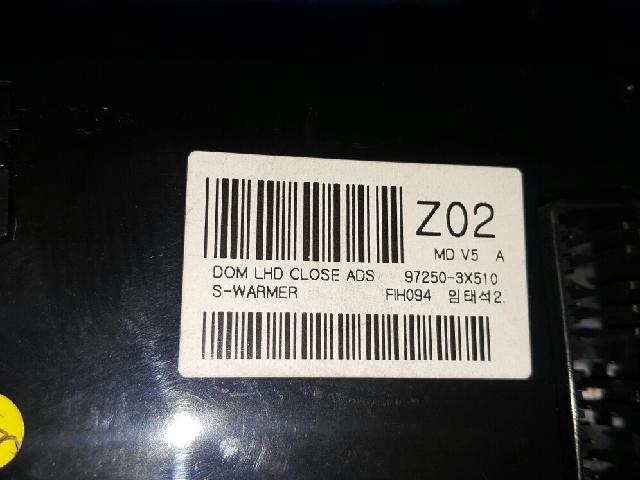 Z02
MD V5 A
DOM LHD CLOSE ADS 97250-3X510
S-WARMER FIH094 임태석2